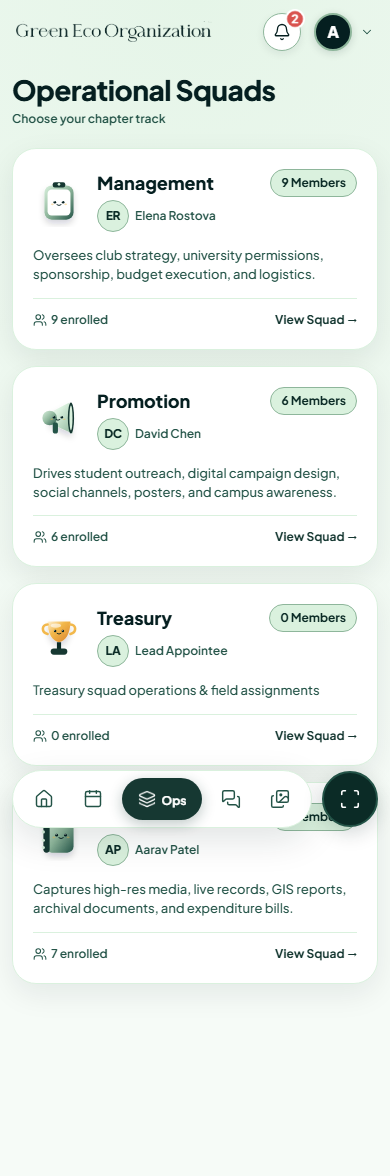 Green Eco Organization
2
A
Operational Squads
Choose your chapter track
Management
9 Members
ER
Elena Rostova
Oversees club strategy, university permissions,
sponsorship, budget execution, and logistics.
9 enrolled
View Squad →
Promotion
6 Members
DC
David Chen
Drives student outreach, digital campaign design,
social channels, posters, and campus awareness.
6 enrolled
View Squad →
Treasury
0 Members
LA
Lead Appointee
Treasury squad operations & field assignments
0 enrolled
View Squad →
Ops
AP
Aarav Patel
Captures high-res media, live records, GIS reports,
archival documents, and expenditure bills.
7 enrolled
View Squad →